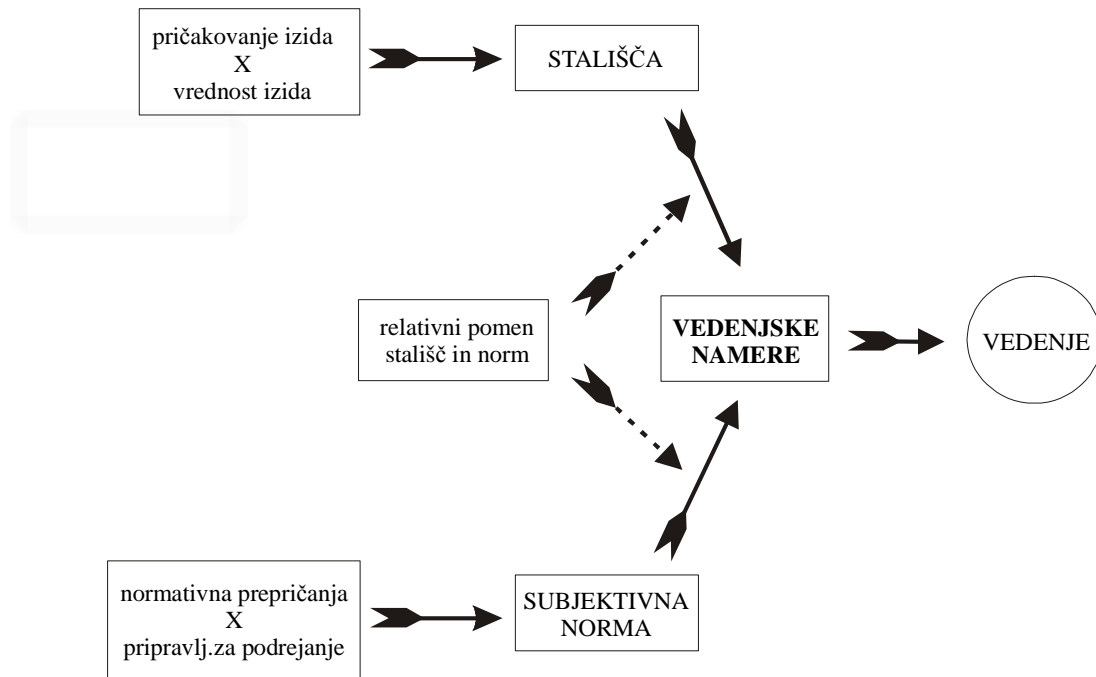 pričakovanje izida
X
vrednost izida
STALIŠČA
relativni pomen
stališč in norm
VEDENJSKE
NAMERE
VEDENJE
normativna prepričanja
X
pripravlj.za podrejanje
SUBJEKTIVNA
NORMA